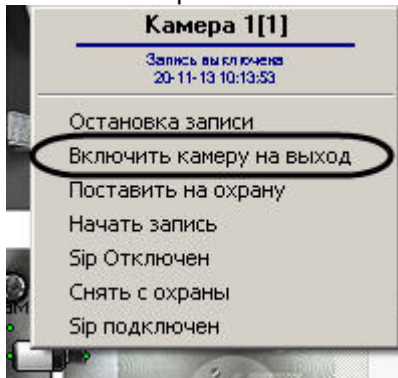 Камера 1[1]
Запись выключена
20-11-13 10:13:53
Остановка записи
Включить камеру на выход
Поставить на охрану
Начать запись
Sip Отключен
Снять с охраны
Sip подключен